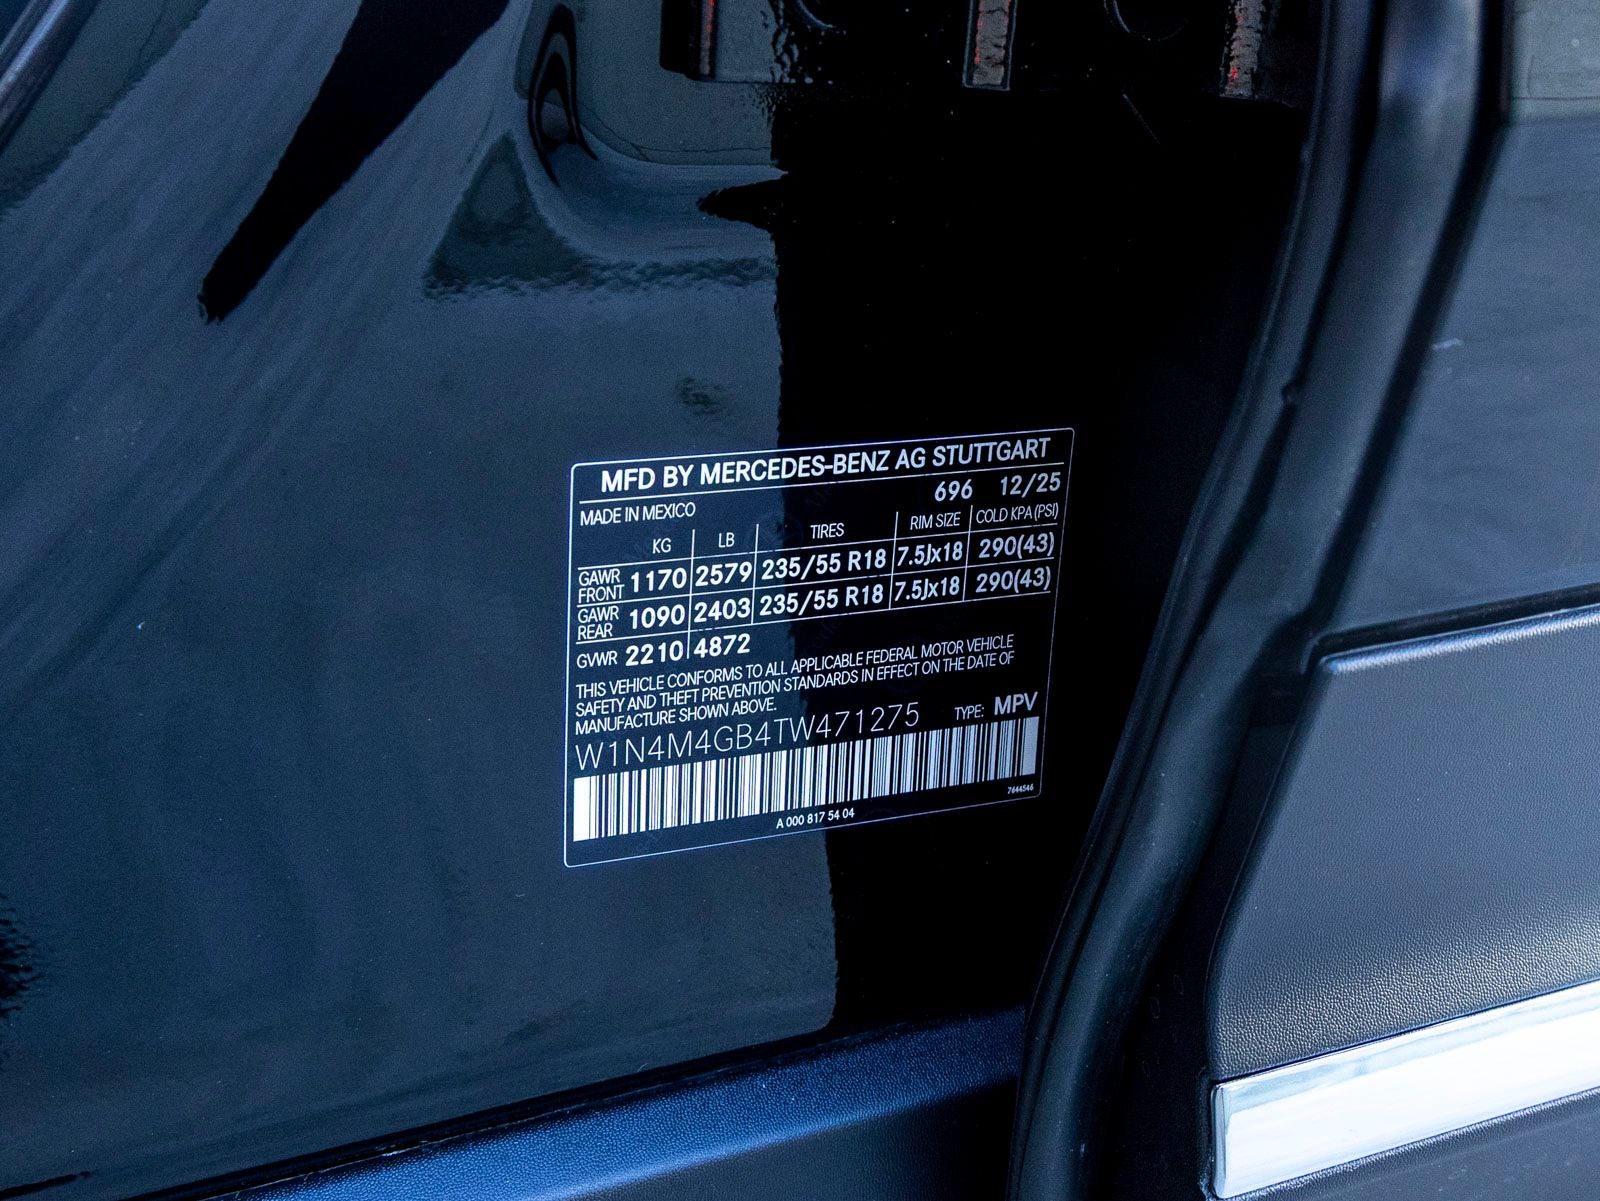 MFD BY MERCEDES-BENZ AG STUTTGART
696 12/25
MADE IN MEXICO
KG LB TIRES RIM SIZE COLD KPA (PSI)
GAWR FRONT 1170 2579 235/55 R18 7.5Jx18 290(43)
GAWR REAR 1090 2403 235/55 R18 7.5Jx18 290(43)
GVWR 2210 4872
THIS VEHICLE CONFORMS TO ALL APPLICABLE FEDERAL MOTOR VEHICLE
SAFETY AND THEFT PREVENTION STANDARDS IN EFFECT ON THE DATE OF
MANUFACTURE SHOWN ABOVE.
W1N4M4GB4TW471275 TYPE: MPV
7644546
A 000 817 54 04